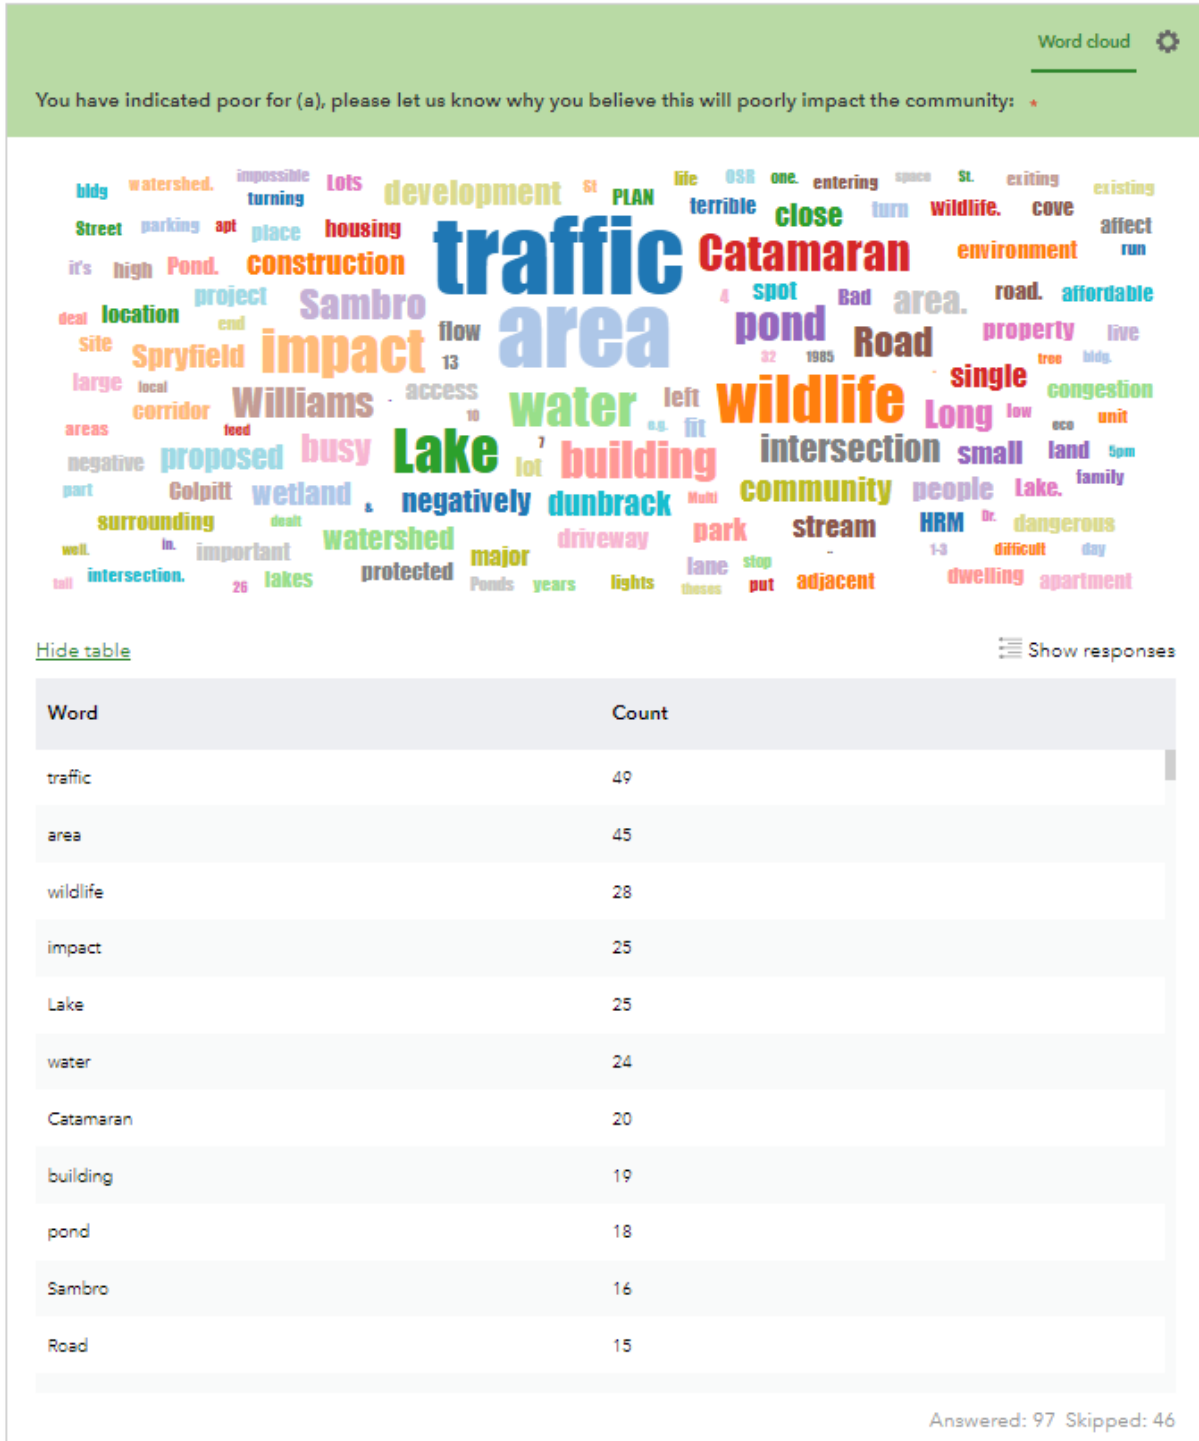 Word cloud
You have indicated poor for (a), please let us know why you believe this will poorly impact the community: *
bldg watershed. impossible Lots development St PLAN life OSR one. entering space St. exiting existing
turning terrible close turn wildlife. cove affect
Street parking apt place housing traffic Catamaran environment run
it's high Pond. construction
project Sambro 4 spot Bad area. road. affordable
deal location end flow area pond Road property live
site Spryfield impact 13 32 1985 tree bldg.
large local Williams access water left wildlife single congestion
corridor 10 e.g. fit Long low eco unit
areas feed busy Lake 7 building intersection small land 5pm
negative proposed lot
part Colpitt wetland & negatively dunbrack Multi community people Lake. family
surrounding dealt watershed driveway park stream HRM Dr. dangerous
well. in. important major 1-3 difficult day
tall intersection. 26 lakes protected Ponds years lights lane stop theses put adjacent dwelling apartment
Hide table Show responses
Word Count
traffic 49
area 45
wildlife 28
impact 25
Lake 25
water 24
Catamaran 20
building 19
pond 18
Sambro 16
Road 15
Answered: 97 Skipped: 46